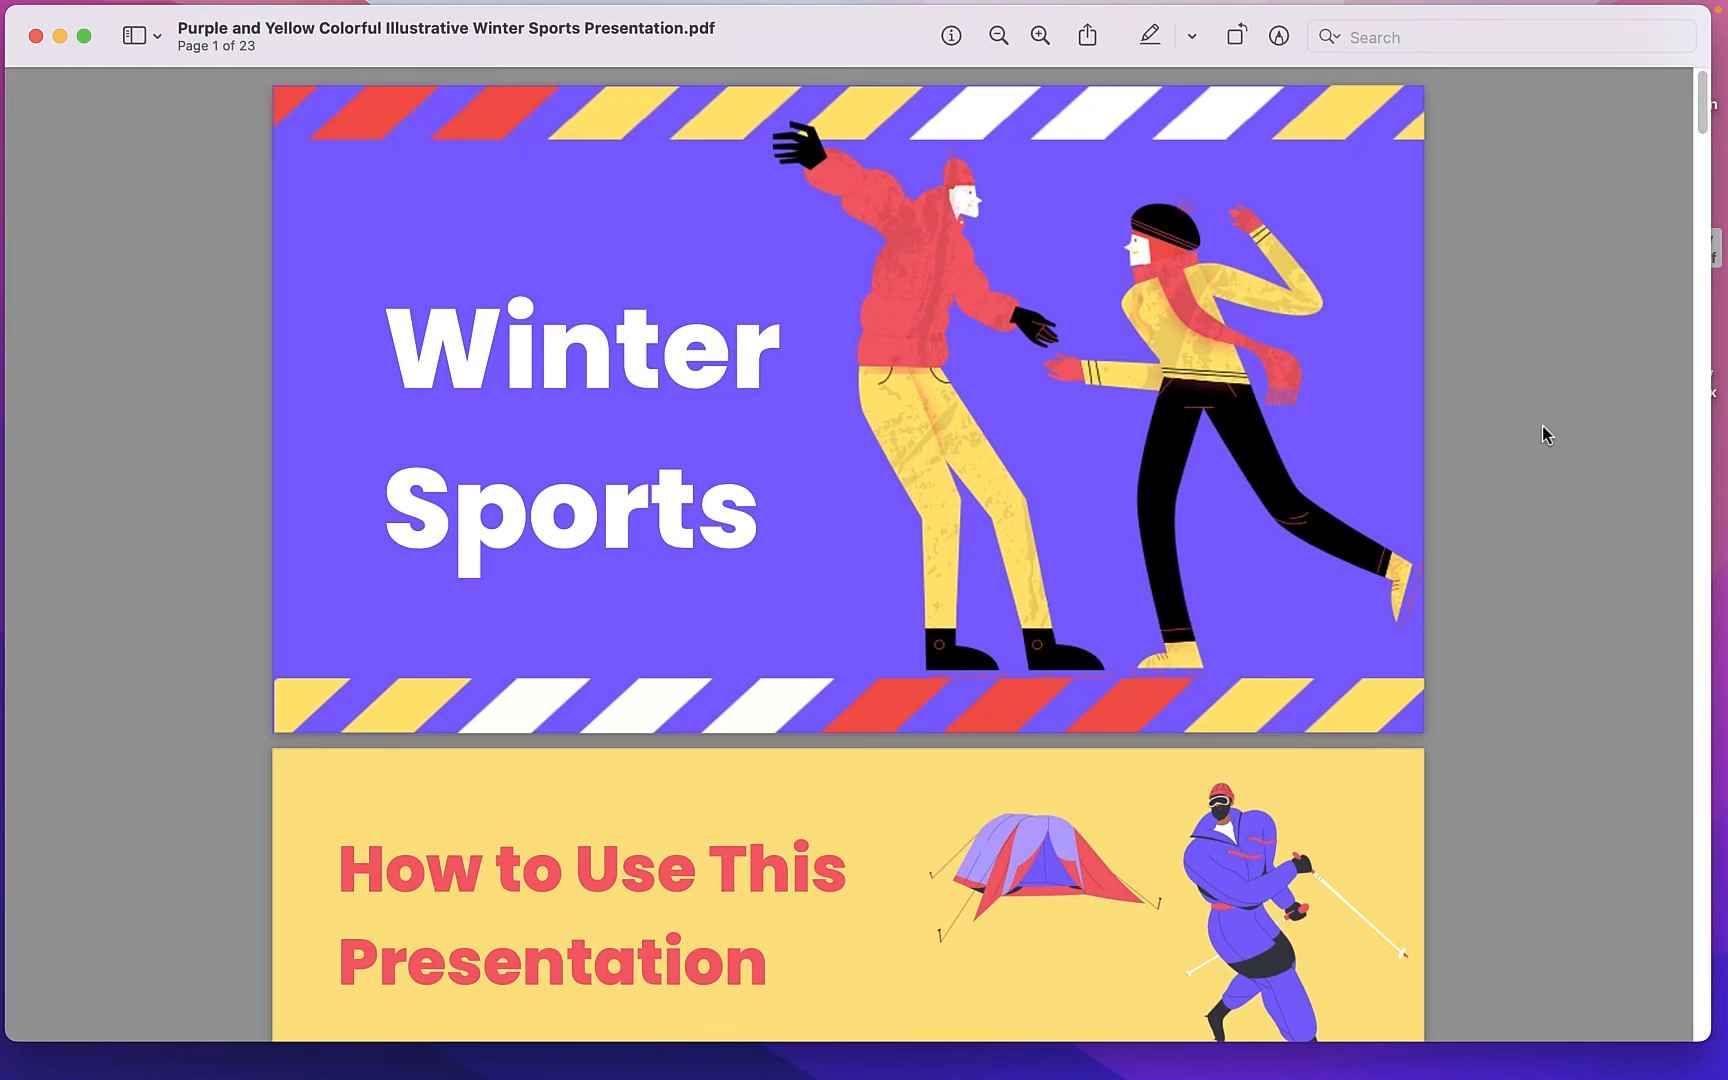 Purple and Yellow Colorful Illustrative Winter Sports Presentation.pdf
Page 1 of 23
Search
Winter
Sports
How to Use This
Presentation